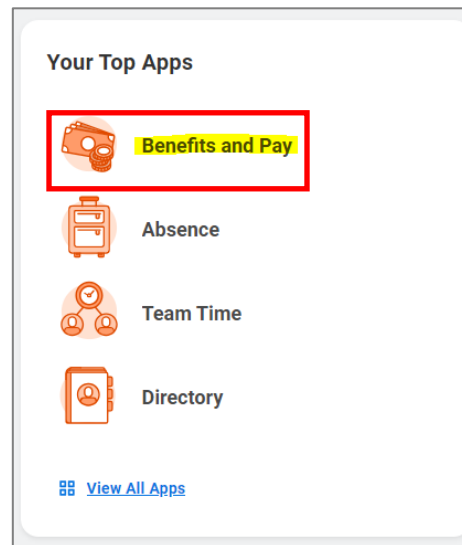 Your Top Apps
Benefits and Pay
Absence
Team Time
Directory
View All Apps